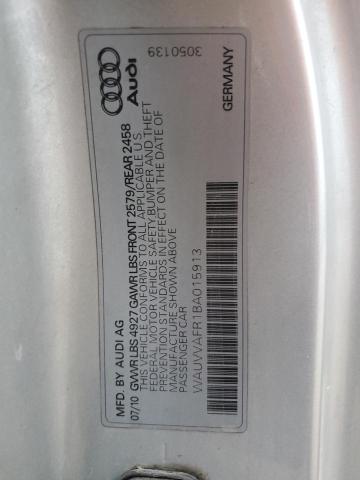 MFD. BY AUDI AG
07/10 GVWR LBS 4927 GAWR LBS FRONT 2579/REAR 2458
THIS VEHICLE CONFORMS TO ALL APPLICABLE U.S.
FEDERAL MOTOR VEHICLE SAFETY BUMPER AND THEFT
PREVENTION STANDARDS IN EFFECT ON THE DATE OF
MANUFACTURE SHOWN ABOVE
PASSENGER CAR
WAUVVAFR1BA015913
Audi
GERMANY
3050139